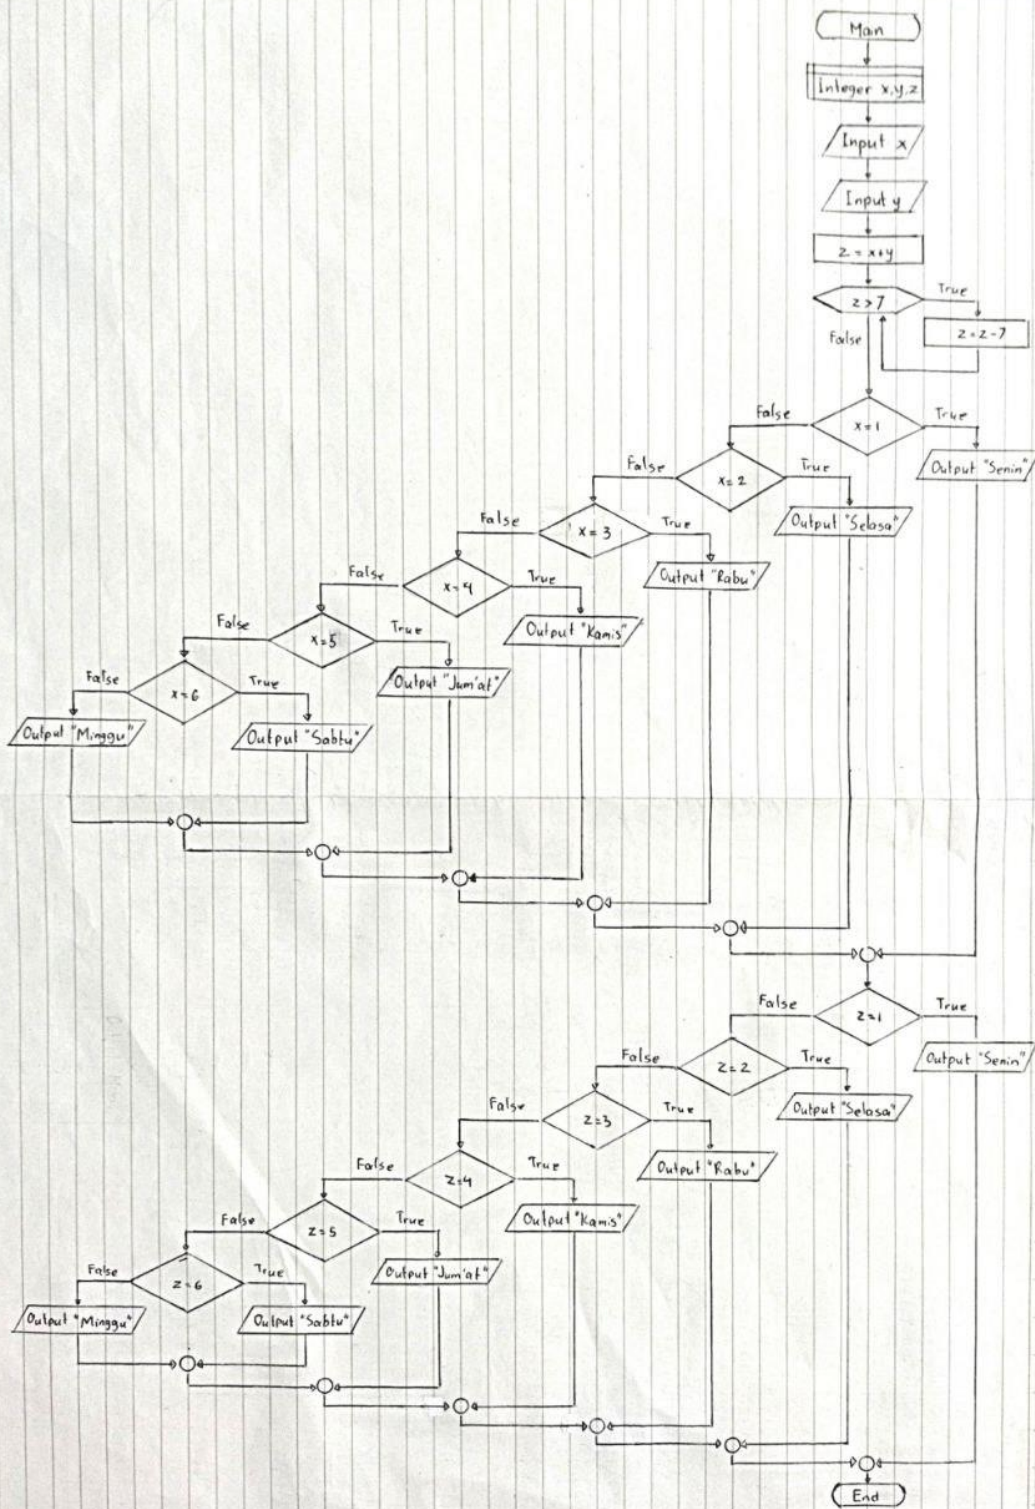 Main
Integer x,y,z
Input x
Input y
z = x+y
z > 7
True
z = z-7
False
x = 1
False
True
Output "Senin"
x = 2
False
True
Output "Selasa"
x = 3
False
True
Output "Rabu"
x = 4
False
True
Output "Kamis"
x = 5
False
True
Output "Jum'at"
x = 6
False
True
Output "Minggu"
Output "Sabtu"
z = 1
False
True
Output "Senin"
z = 2
False
True
Output "Selasa"
z = 3
False
True
Output "Rabu"
z = 4
False
True
Output "Kamis"
z = 5
False
True
Output "Jum'at"
z = 6
False
True
Output "Minggu"
Output "Sabtu"
End